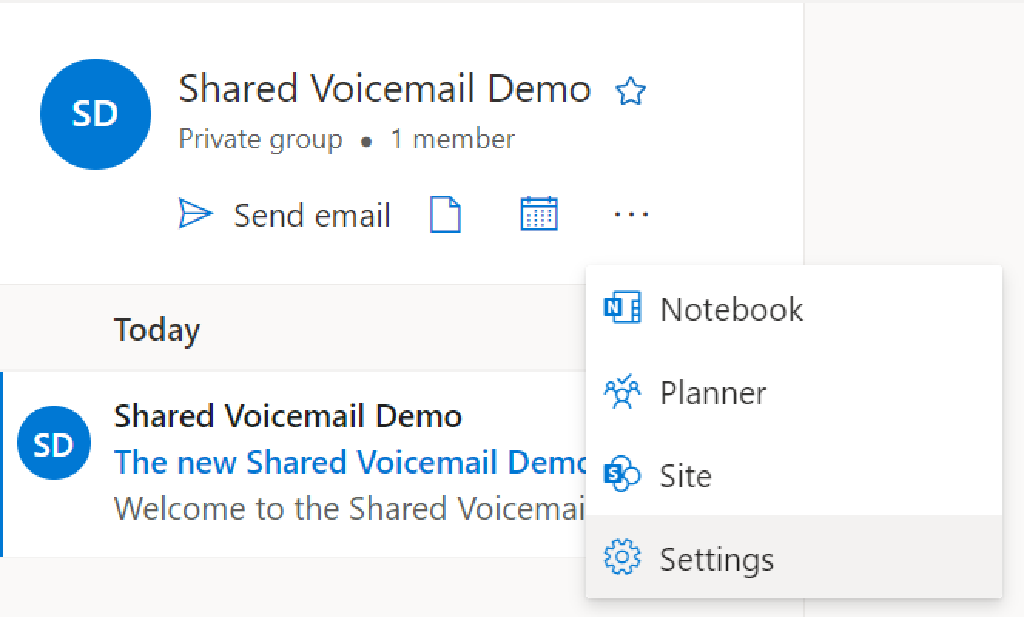 SD
Shared Voicemail Demo
Private group • 1 member
Send email
Notebook
Planner
Site
Settings
Today
SD
Shared Voicemail Demo
The new Shared Voicemail Demo
Welcome to the Shared